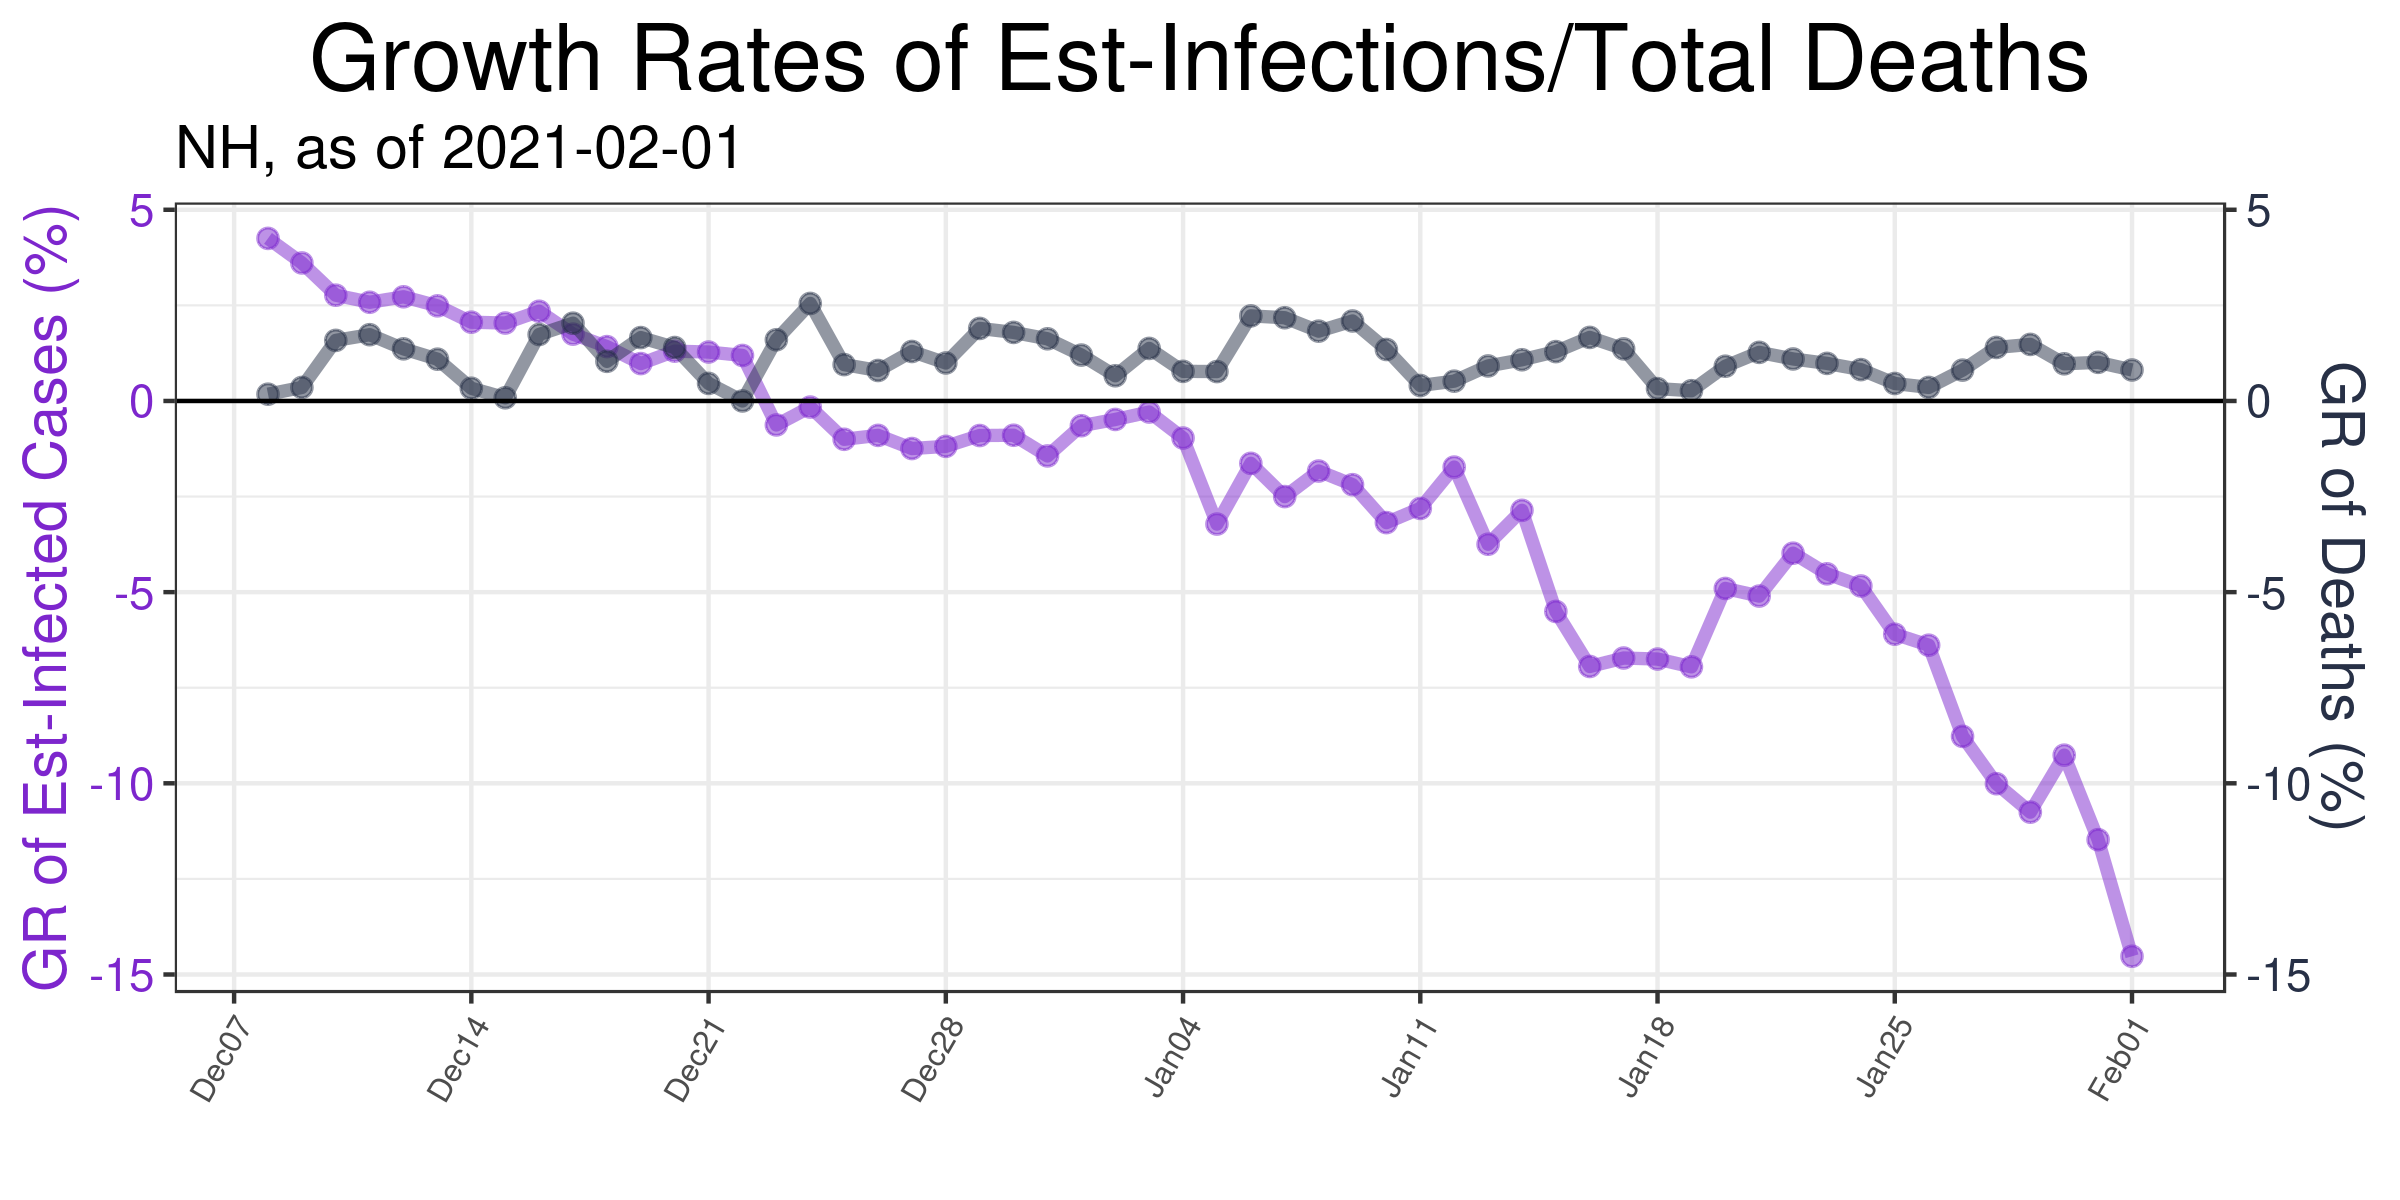 Growth Rates of Est-Infections/Total Deaths
NH, as of 2021-02-01
GR of Est-Infected Cases (%)
5
0
-5
-10
-15
5
0
-5
-10
-15
GR of Deaths (%)
Dec07
Dec14
Dec21
Dec28
Jan04
Jan11
Jan18
Jan25
Feb01